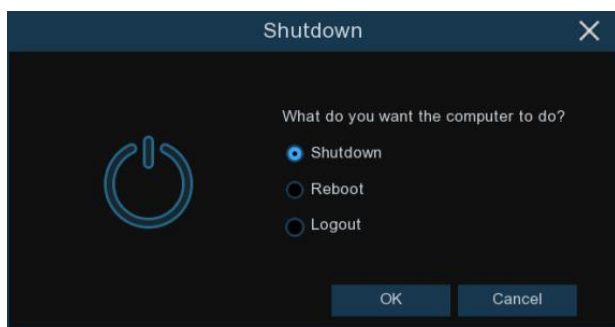 Shutdown
What do you want the computer to do?
Shutdown
Reboot
Logout
OK Cancel